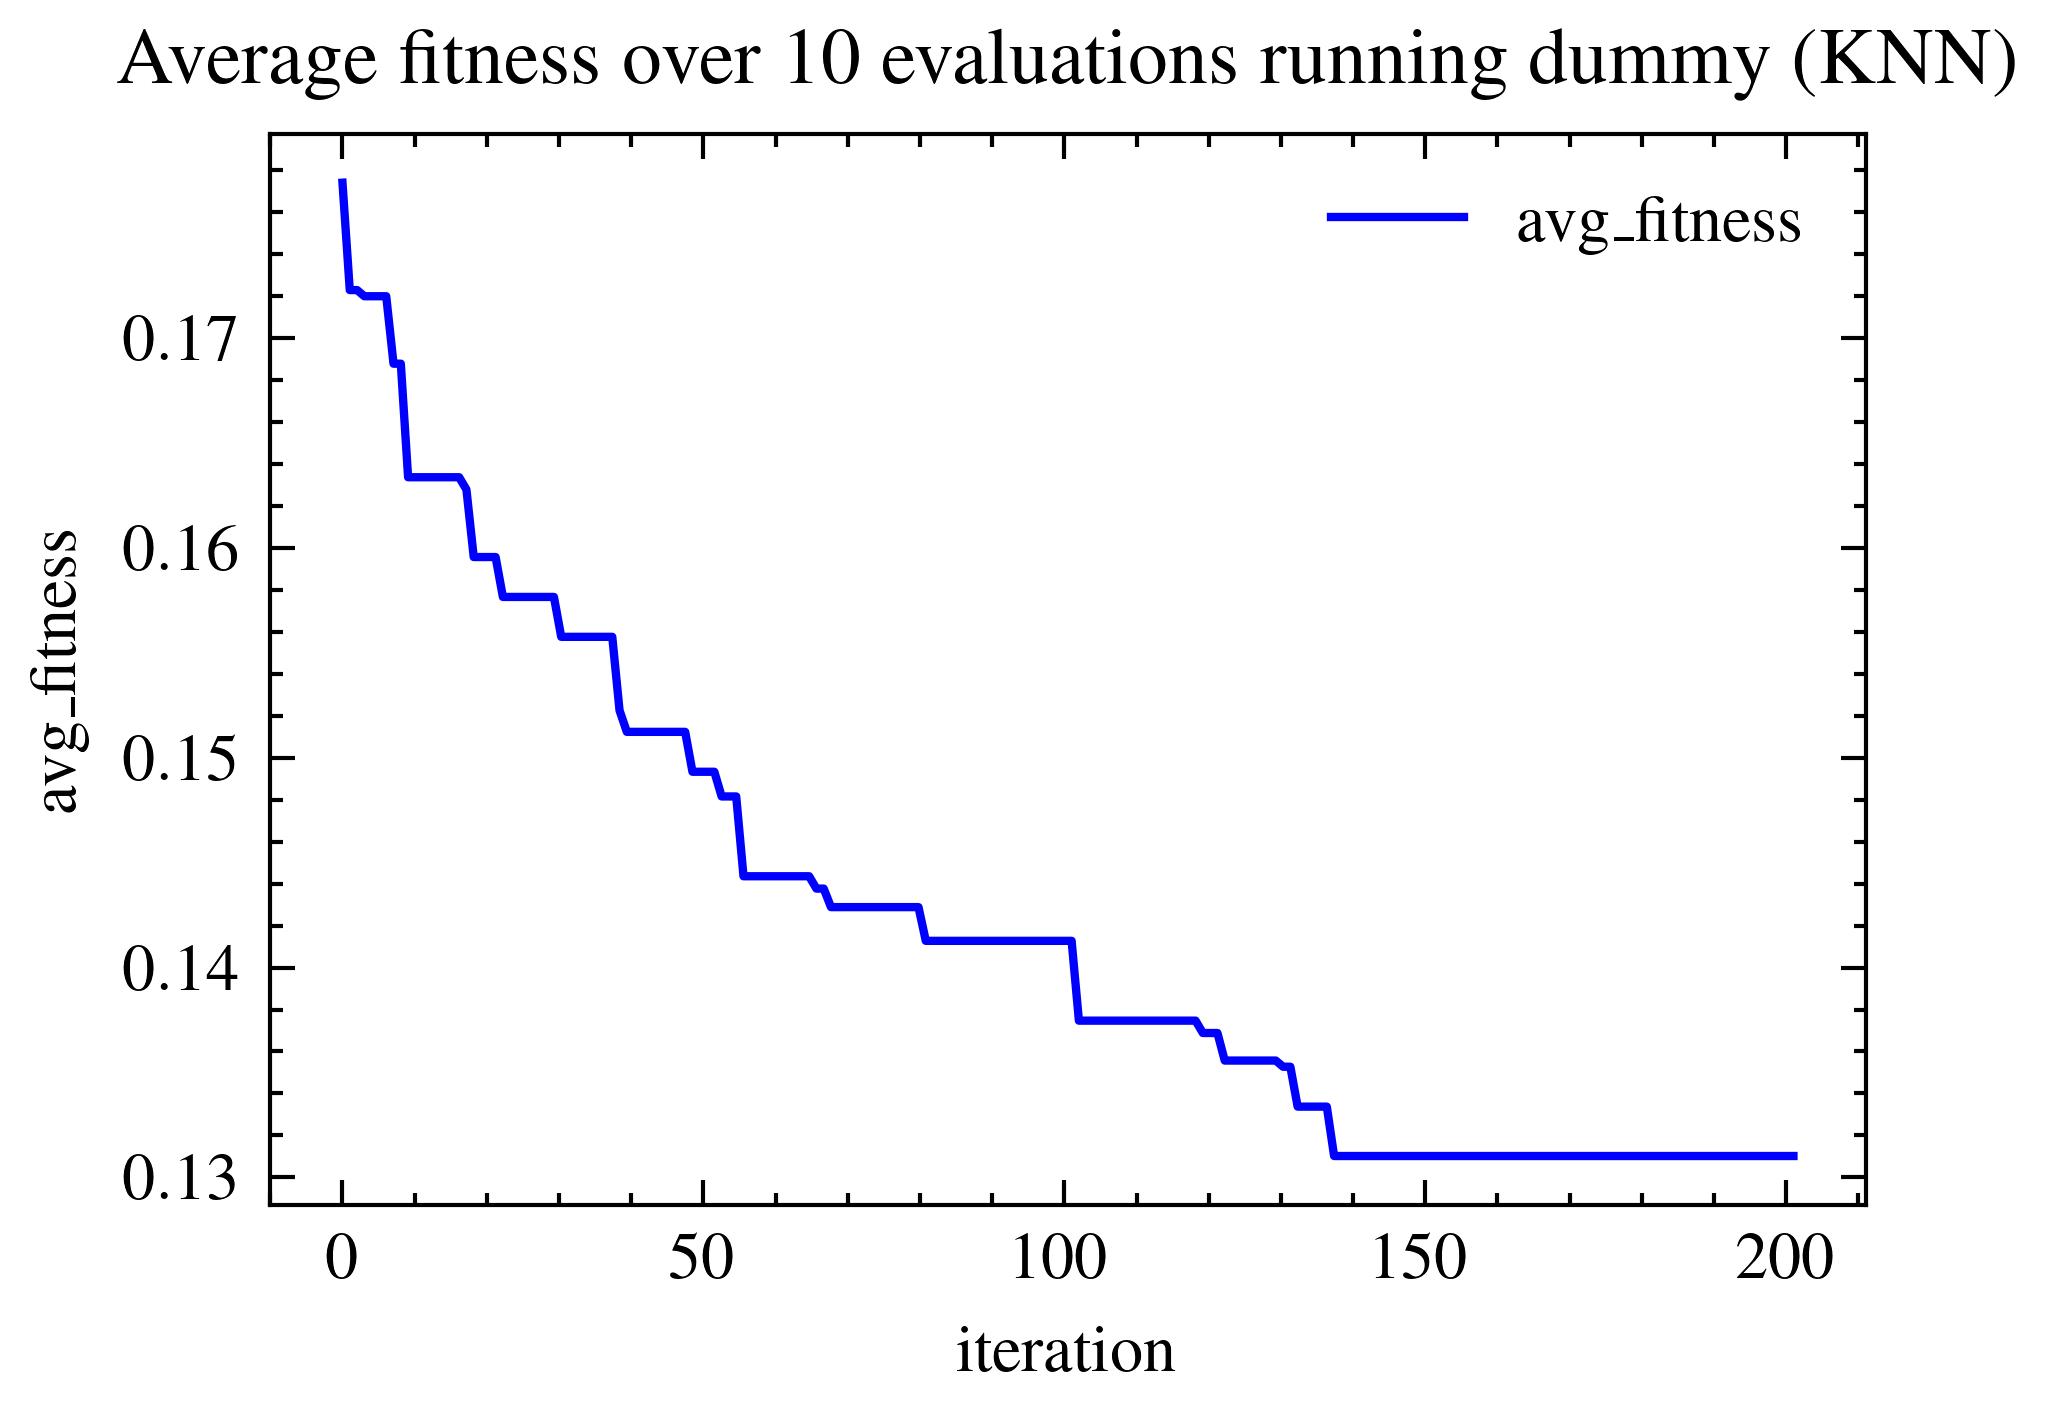 Average fitness over 10 evaluations running dummy (KNN)
avg_fitness
0.17
0.16
0.15
0.14
0.13
avg_fitness
0 50 100 150 200
iteration